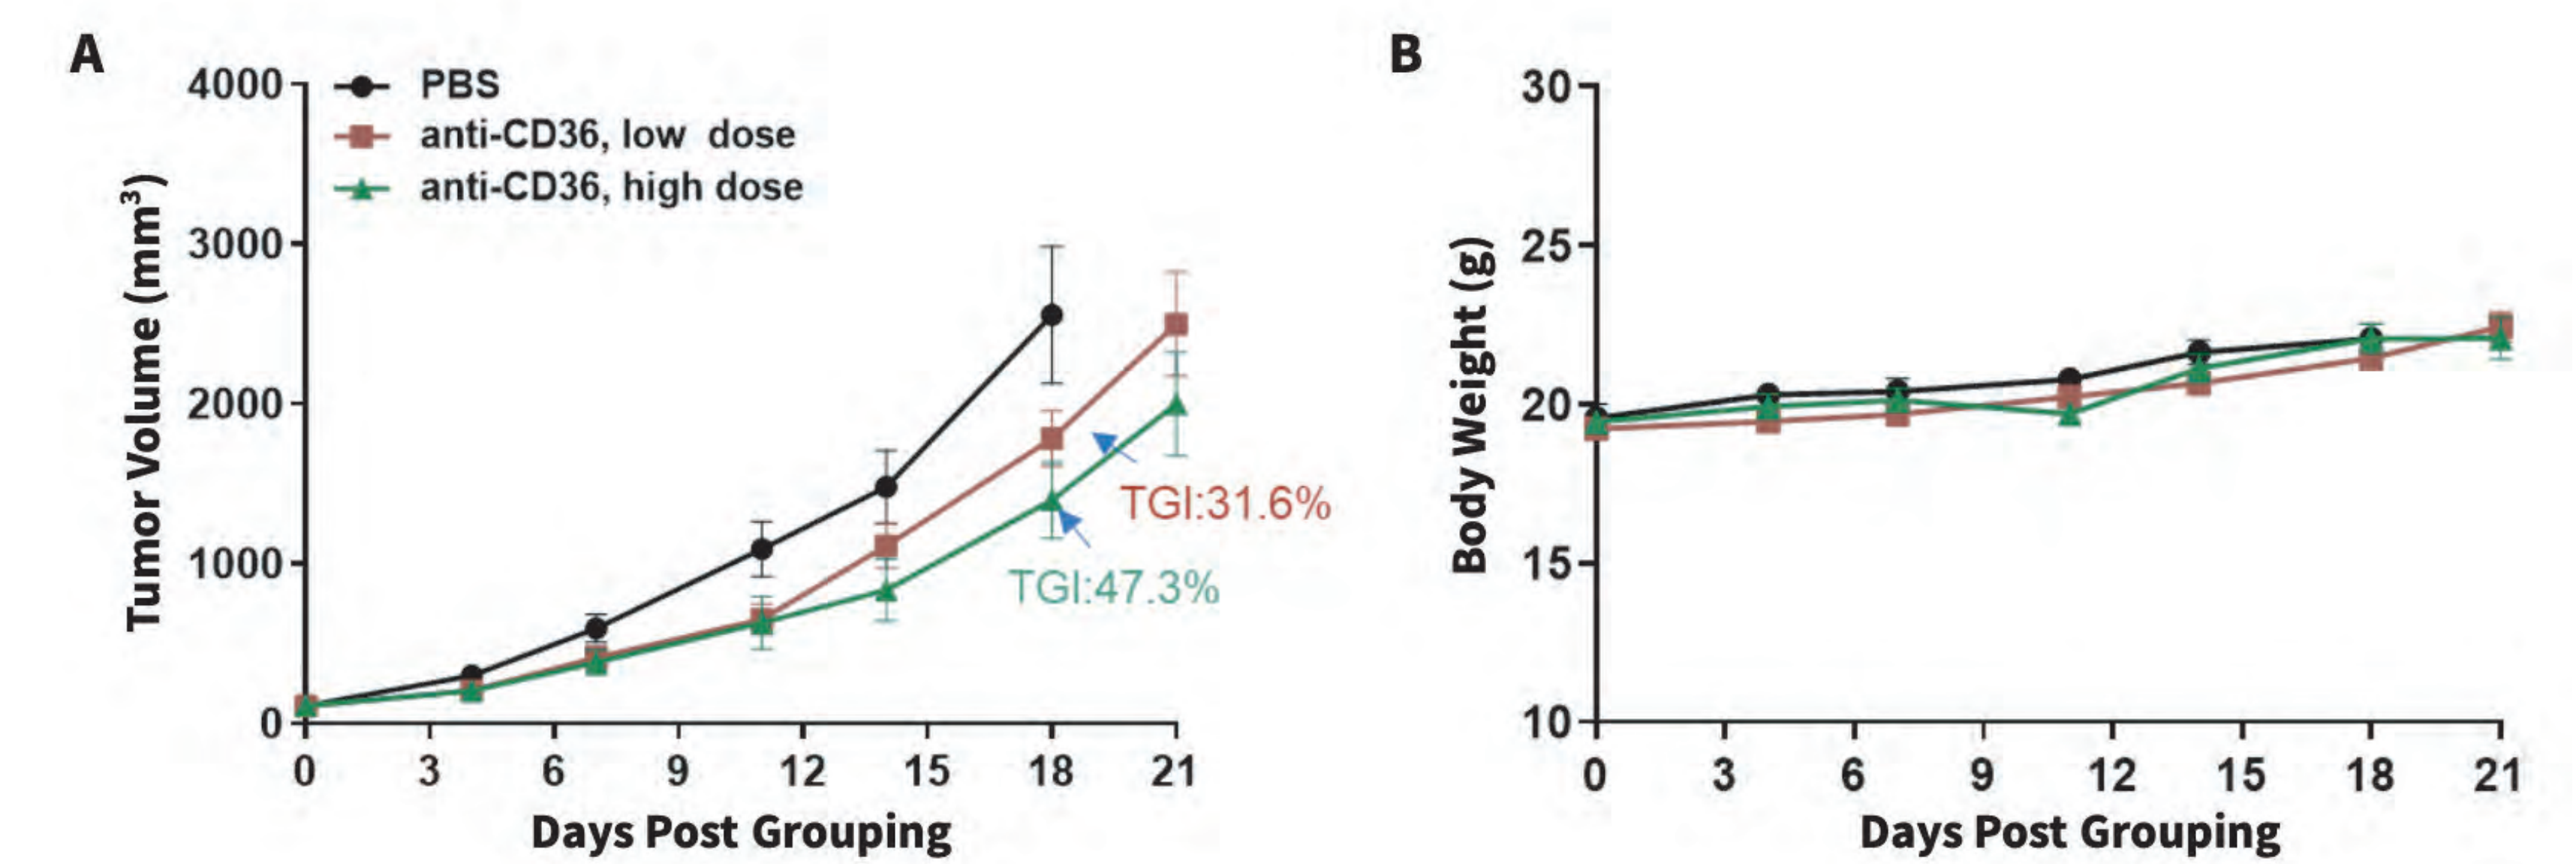 A
4000
3000
2000
1000
0
Tumor Volume (mm³)
PBS
anti-CD36, low dose
anti-CD36, high dose
TGI:31.6%
TGI:47.3%
0 3 6 9 12 15 18 21
Days Post Grouping
B
30
25
20
15
10
Body Weight (g)
0 3 6 9 12 15 18 21
Days Post Grouping